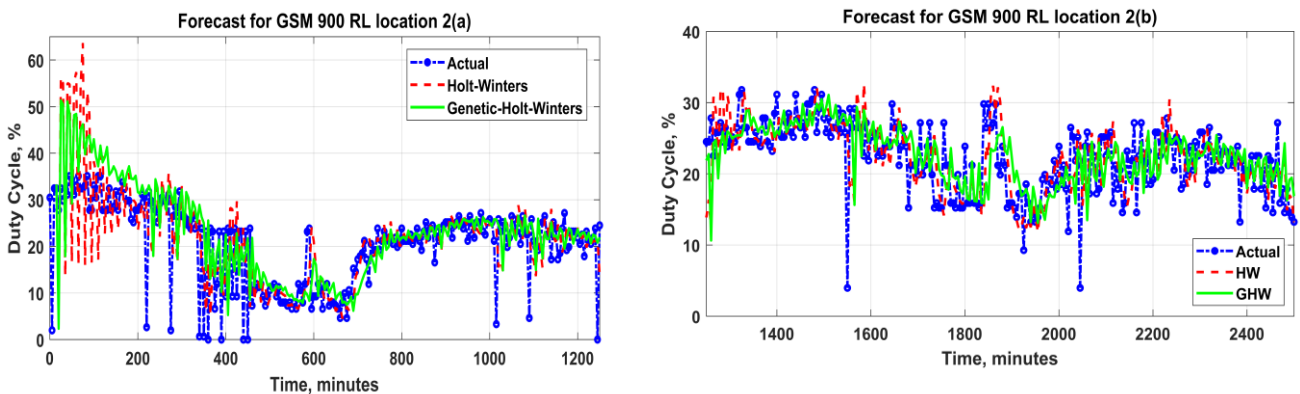 Forecast for GSM 900 RL location 2(a)
Duty Cycle, %
60
50
40
30
20
10
0
Actual
Holt-Winters
Genetic-Holt-Winters
0 200 400 600 800 1000 1200
Time, minutes
Forecast for GSM 900 RL location 2(b)
Duty Cycle, %
40
30
20
10
0
Actual
HW
GHW
1400 1600 1800 2000 2200 2400
Time, minutes